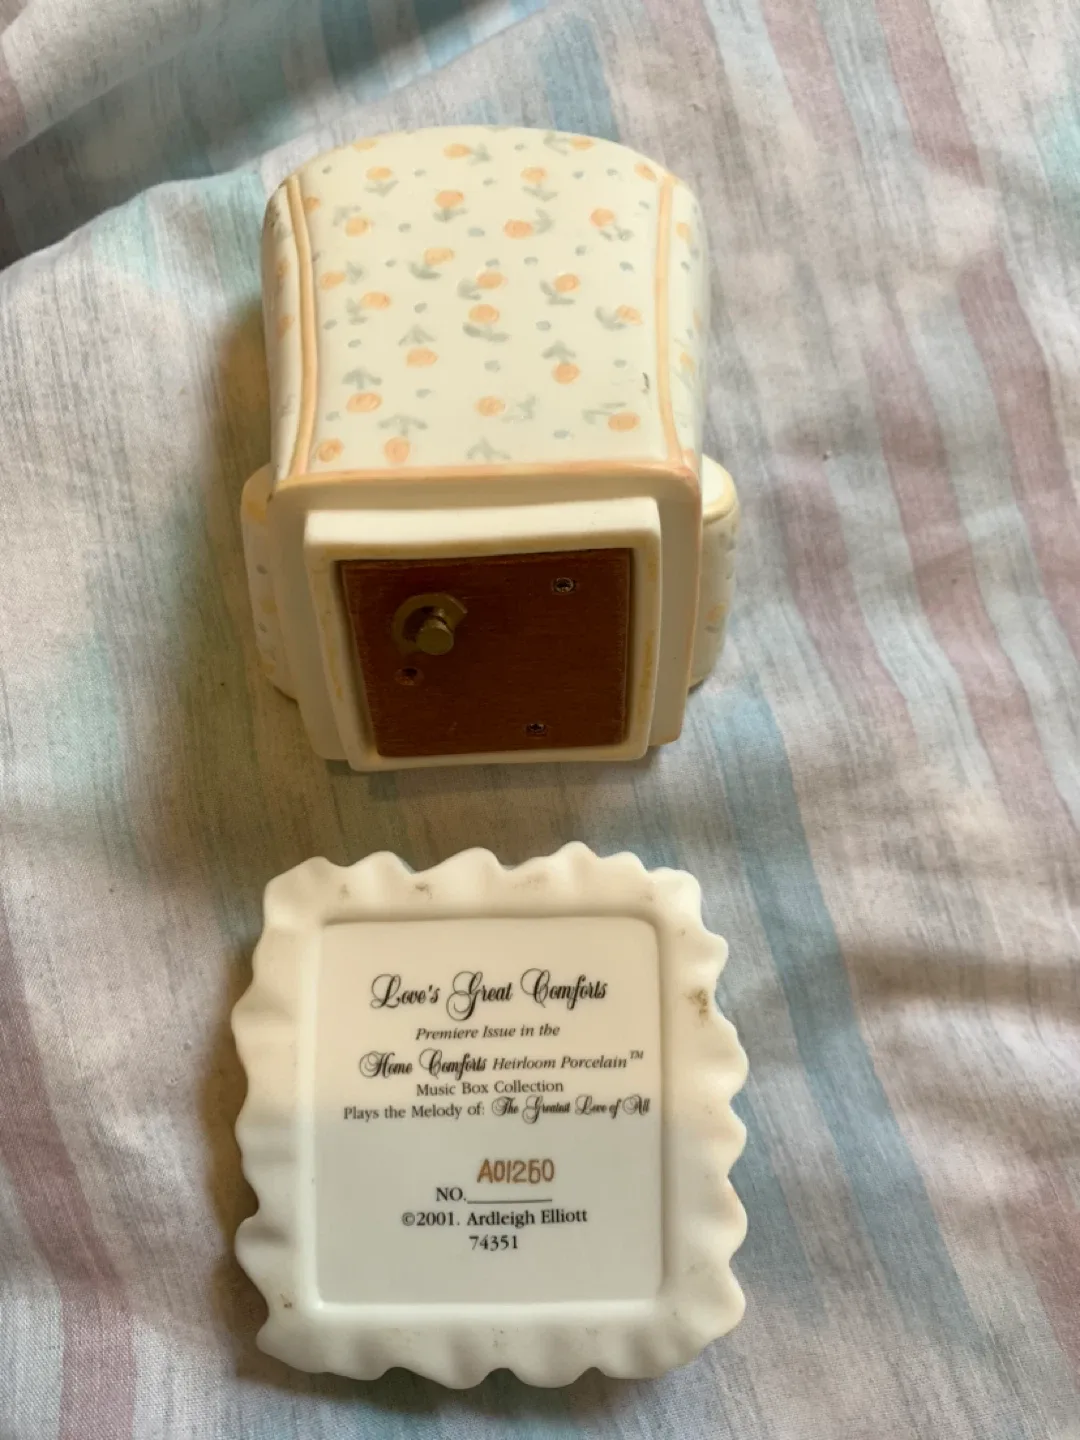 Love's Great Comforts
Premiere Issue in the
Home Comforts Heirloom Porcelain™
Music Box Collection
Plays the Melody of: The Greatest Love of All
A01260
NO.
©2001. Ardleigh Elliott
74351